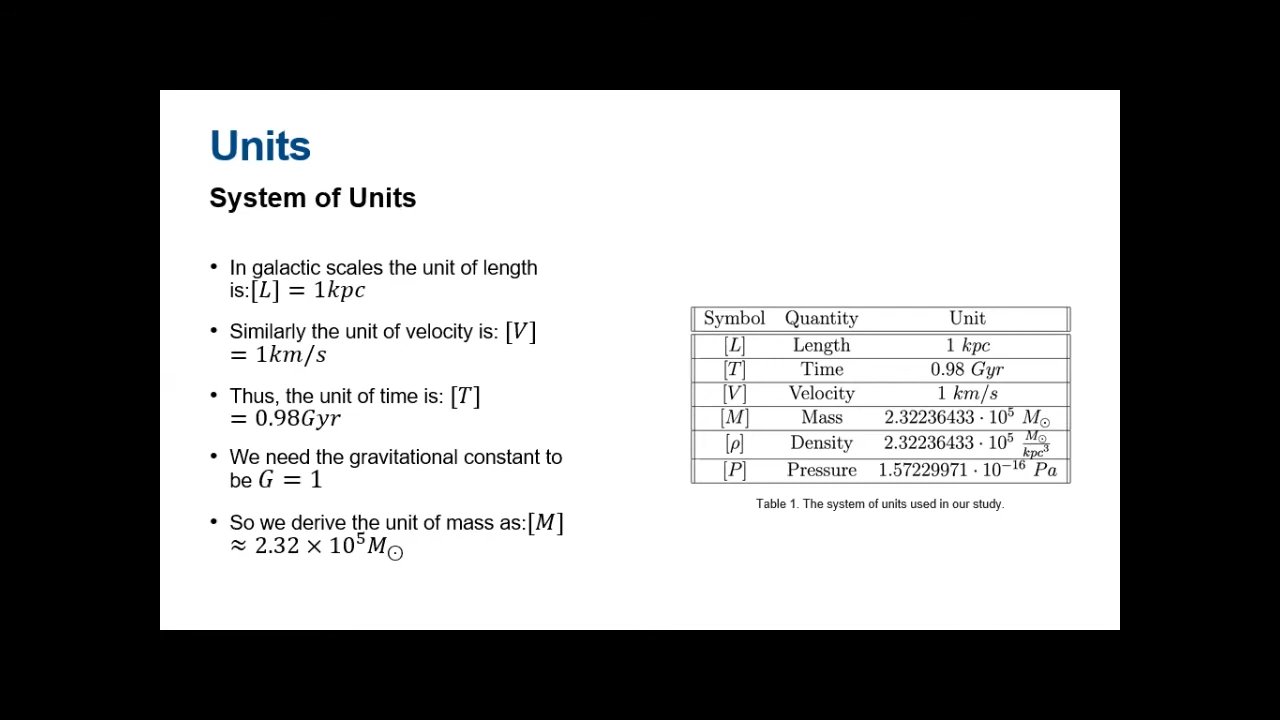 Units
System of Units
• In galactic scales the unit of length
is:[L] = 1kpc
• Similarly the unit of velocity is: [V]
= 1km/s
• Thus, the unit of time is: [T]
= 0.98Gyr
• We need the gravitational constant to
be G = 1
• So we derive the unit of mass as:[M]
≈ 2.32 × 10⁵M☉
Symbol Quantity Unit
[L] Length 1 kpc
[T] Time 0.98 Gyr
[V] Velocity 1 km/s
[M] Mass 2.32236433 · 10⁵ M☉
[ρ] Density 2.32236433 · 10⁵ M☉/kpc³
[P] Pressure 1.57229971 · 10⁻¹⁶ Pa
Table 1. The system of units used in our study.